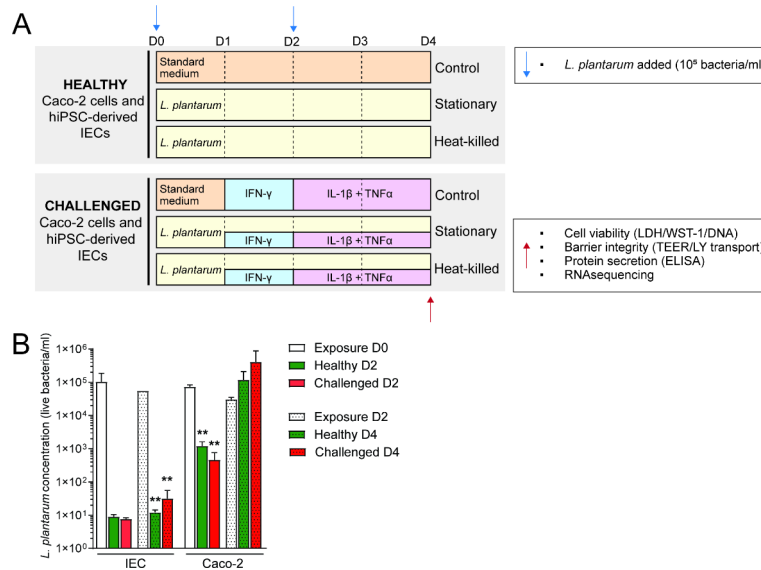 A
D0 D1 D2 D3 D4
HEALTHY
Caco-2 cells and
hiPSC-derived
IECs
Standard
medium
Control
L. plantarum
Stationary
L. plantarum
Heat-killed
▪ L. plantarum added (10⁵ bacteria/ml)
CHALLENGED
Caco-2 cells and
hiPSC-derived
IECs
Standard
medium
IFN-γ
IL-1β + TNFα
Control
L. plantarum
IFN-γ
IL-1β + TNFα
Stationary
L. plantarum
IFN-γ
IL-1β + TNFα
Heat-killed
▪ Cell viability (LDH/WST-1/DNA)
▪ Barrier integrity (TEER/LY transport)
▪ Protein secretion (ELISA)
▪ RNAsequencing
B
L. plantarum concentration (live bacteria/ml)
1×10⁶
1×10⁵
1×10⁴
1×10³
1×10²
1×10¹
1×10⁰
** **
** **
IEC Caco-2
Exposure D0
Healthy D2
Challenged D2
Exposure D2
Healthy D4
Challenged D4